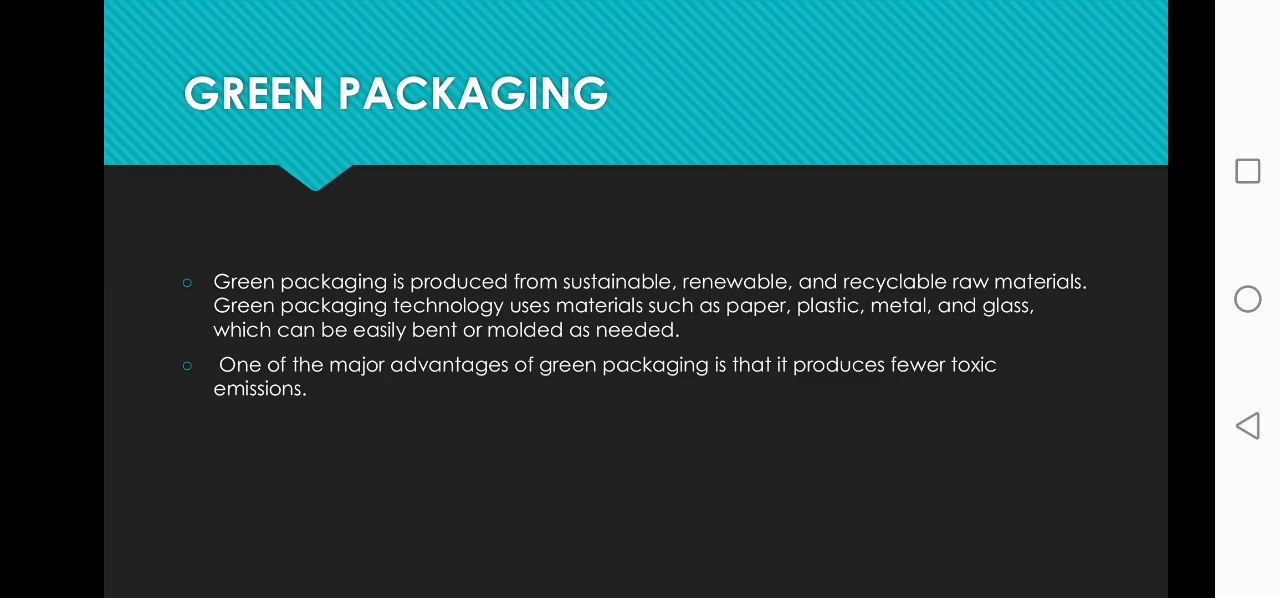 GREEN PACKAGING
○ Green packaging is produced from sustainable, renewable, and recyclable raw materials.
Green packaging technology uses materials such as paper, plastic, metal, and glass,
which can be easily bent or molded as needed.
○ One of the major advantages of green packaging is that it produces fewer toxic
emissions.